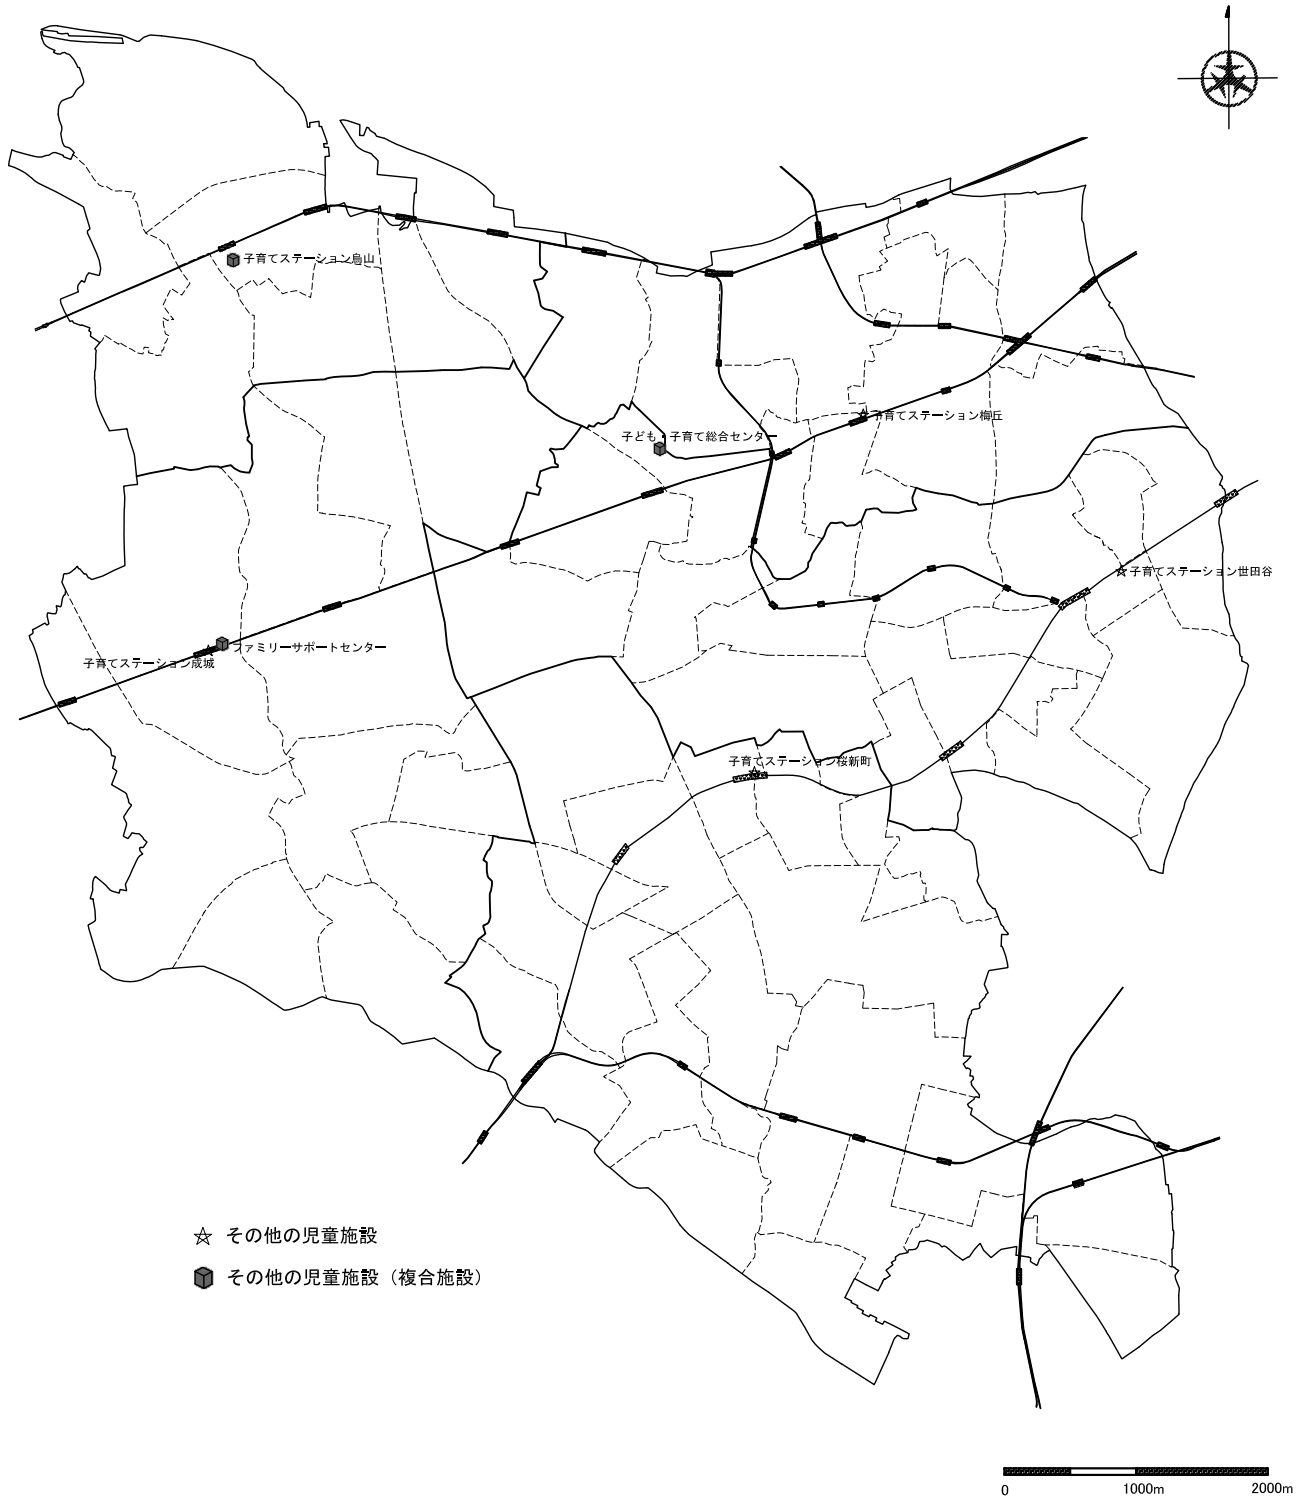 子育てステーション烏山
子育てステーション梅丘
子ども・子育て総合センター
子育てステーション世田谷
ファミリーサポートセンター
子育てステーション成城
子育てステーション桜新町
その他の児童施設
その他の児童施設（複合施設）
0 1000m 2000m